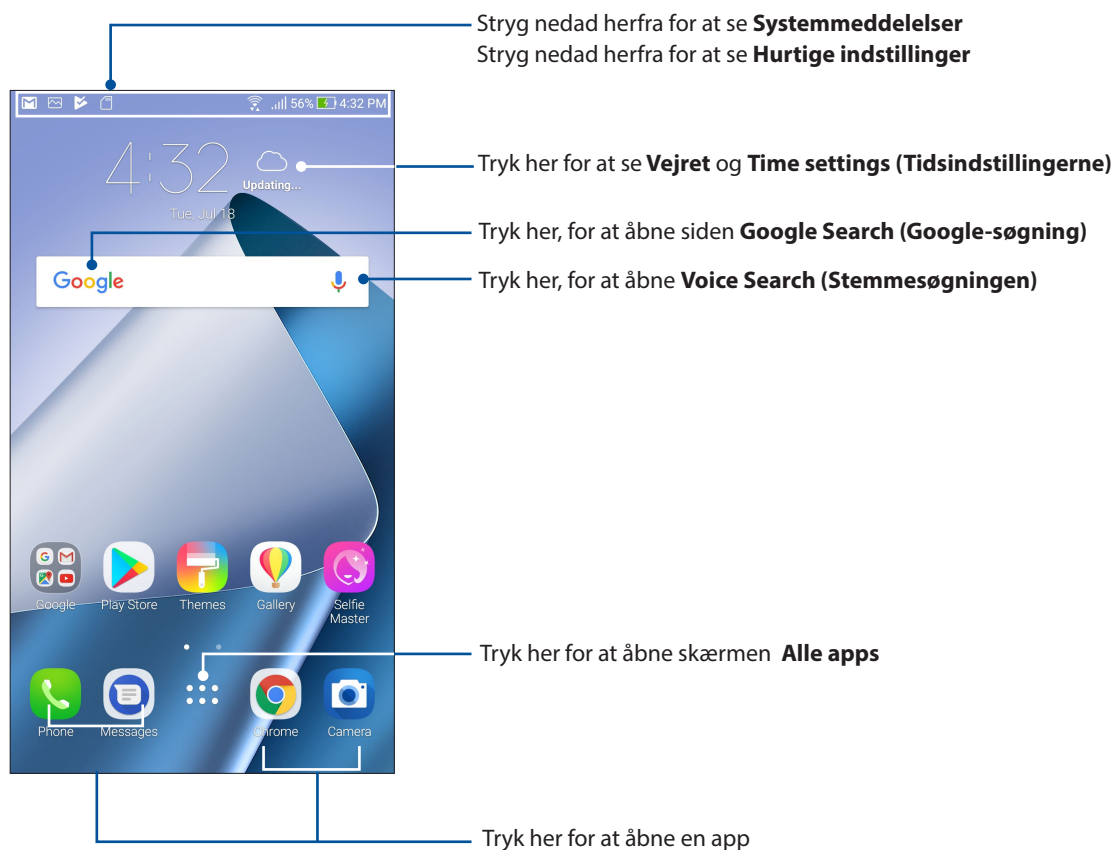 Stryg nedad herfra for at se Systemmeddelelser
Stryg nedad herfra for at se Hurtige indstillinger
56% 4:32 PM
4:32
Updating...
Tue, Jul 18
Tryk her for at se Vejret og Time settings (Tidsindstillingerne)
Tryk her, for at åbne siden Google Search (Google-søgning)
Google
Tryk her, for at åbne Voice Search (Stemmesøgningen)
Google
Play Store
Themes
Gallery
Selfie
Master
Tryk her for at åbne skærmen Alle apps
Phone
Messages
Chrome
Camera
Tryk her for at åbne en app